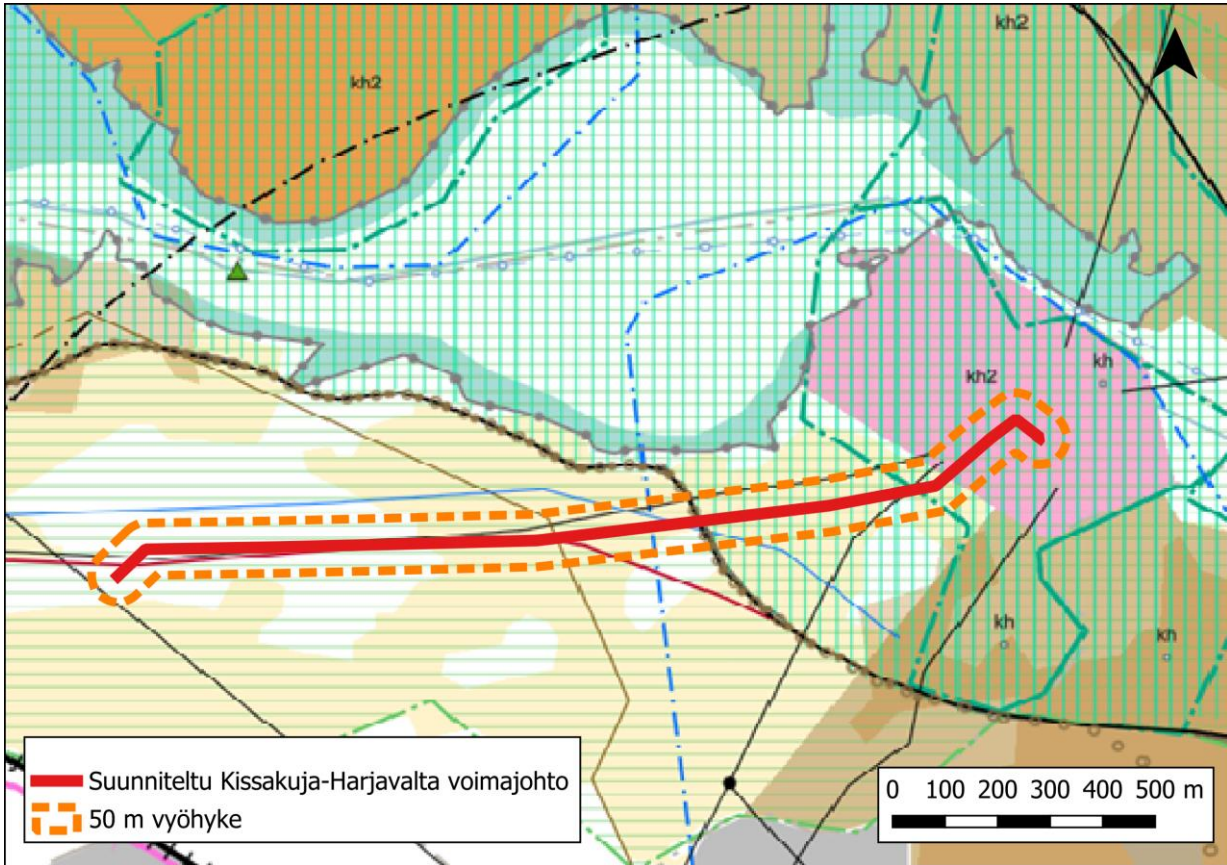 kh2
kh2
kh2
kh
kh
kh
Suunniteltu Kissakuja-Harjavalta voimajohto
50 m vyöhyke
0 100 200 300 400 500 m